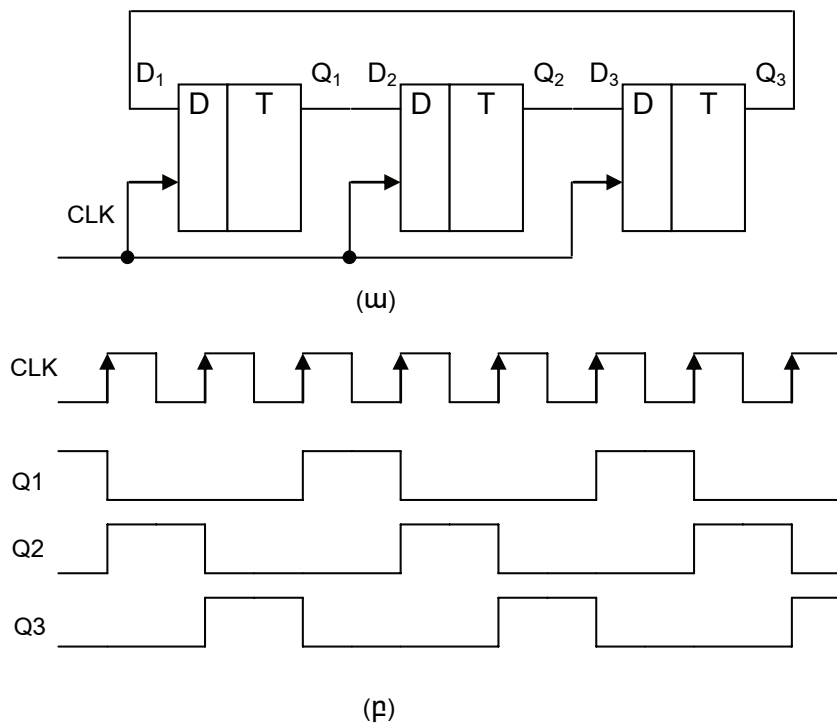 D₁ Q₁ D₂ Q₂ D₃ Q₃
D T D T D T
CLK
(ա)
CLK
Q1
Q2
Q3
(բ)